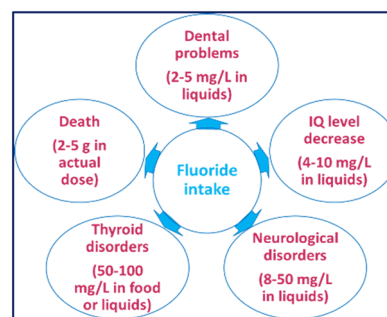 Dental
problems
(2-5 mg/L in
liquids)
Death
(2-5 g in
actual
dose)
IQ level
decrease
(4-10 mg/L
in liquids)
Fluoride
intake
Thyroid
disorders
(50-100
mg/L in food
or liquids)
Neurological
disorders
(8-50 mg/L
in liquids)